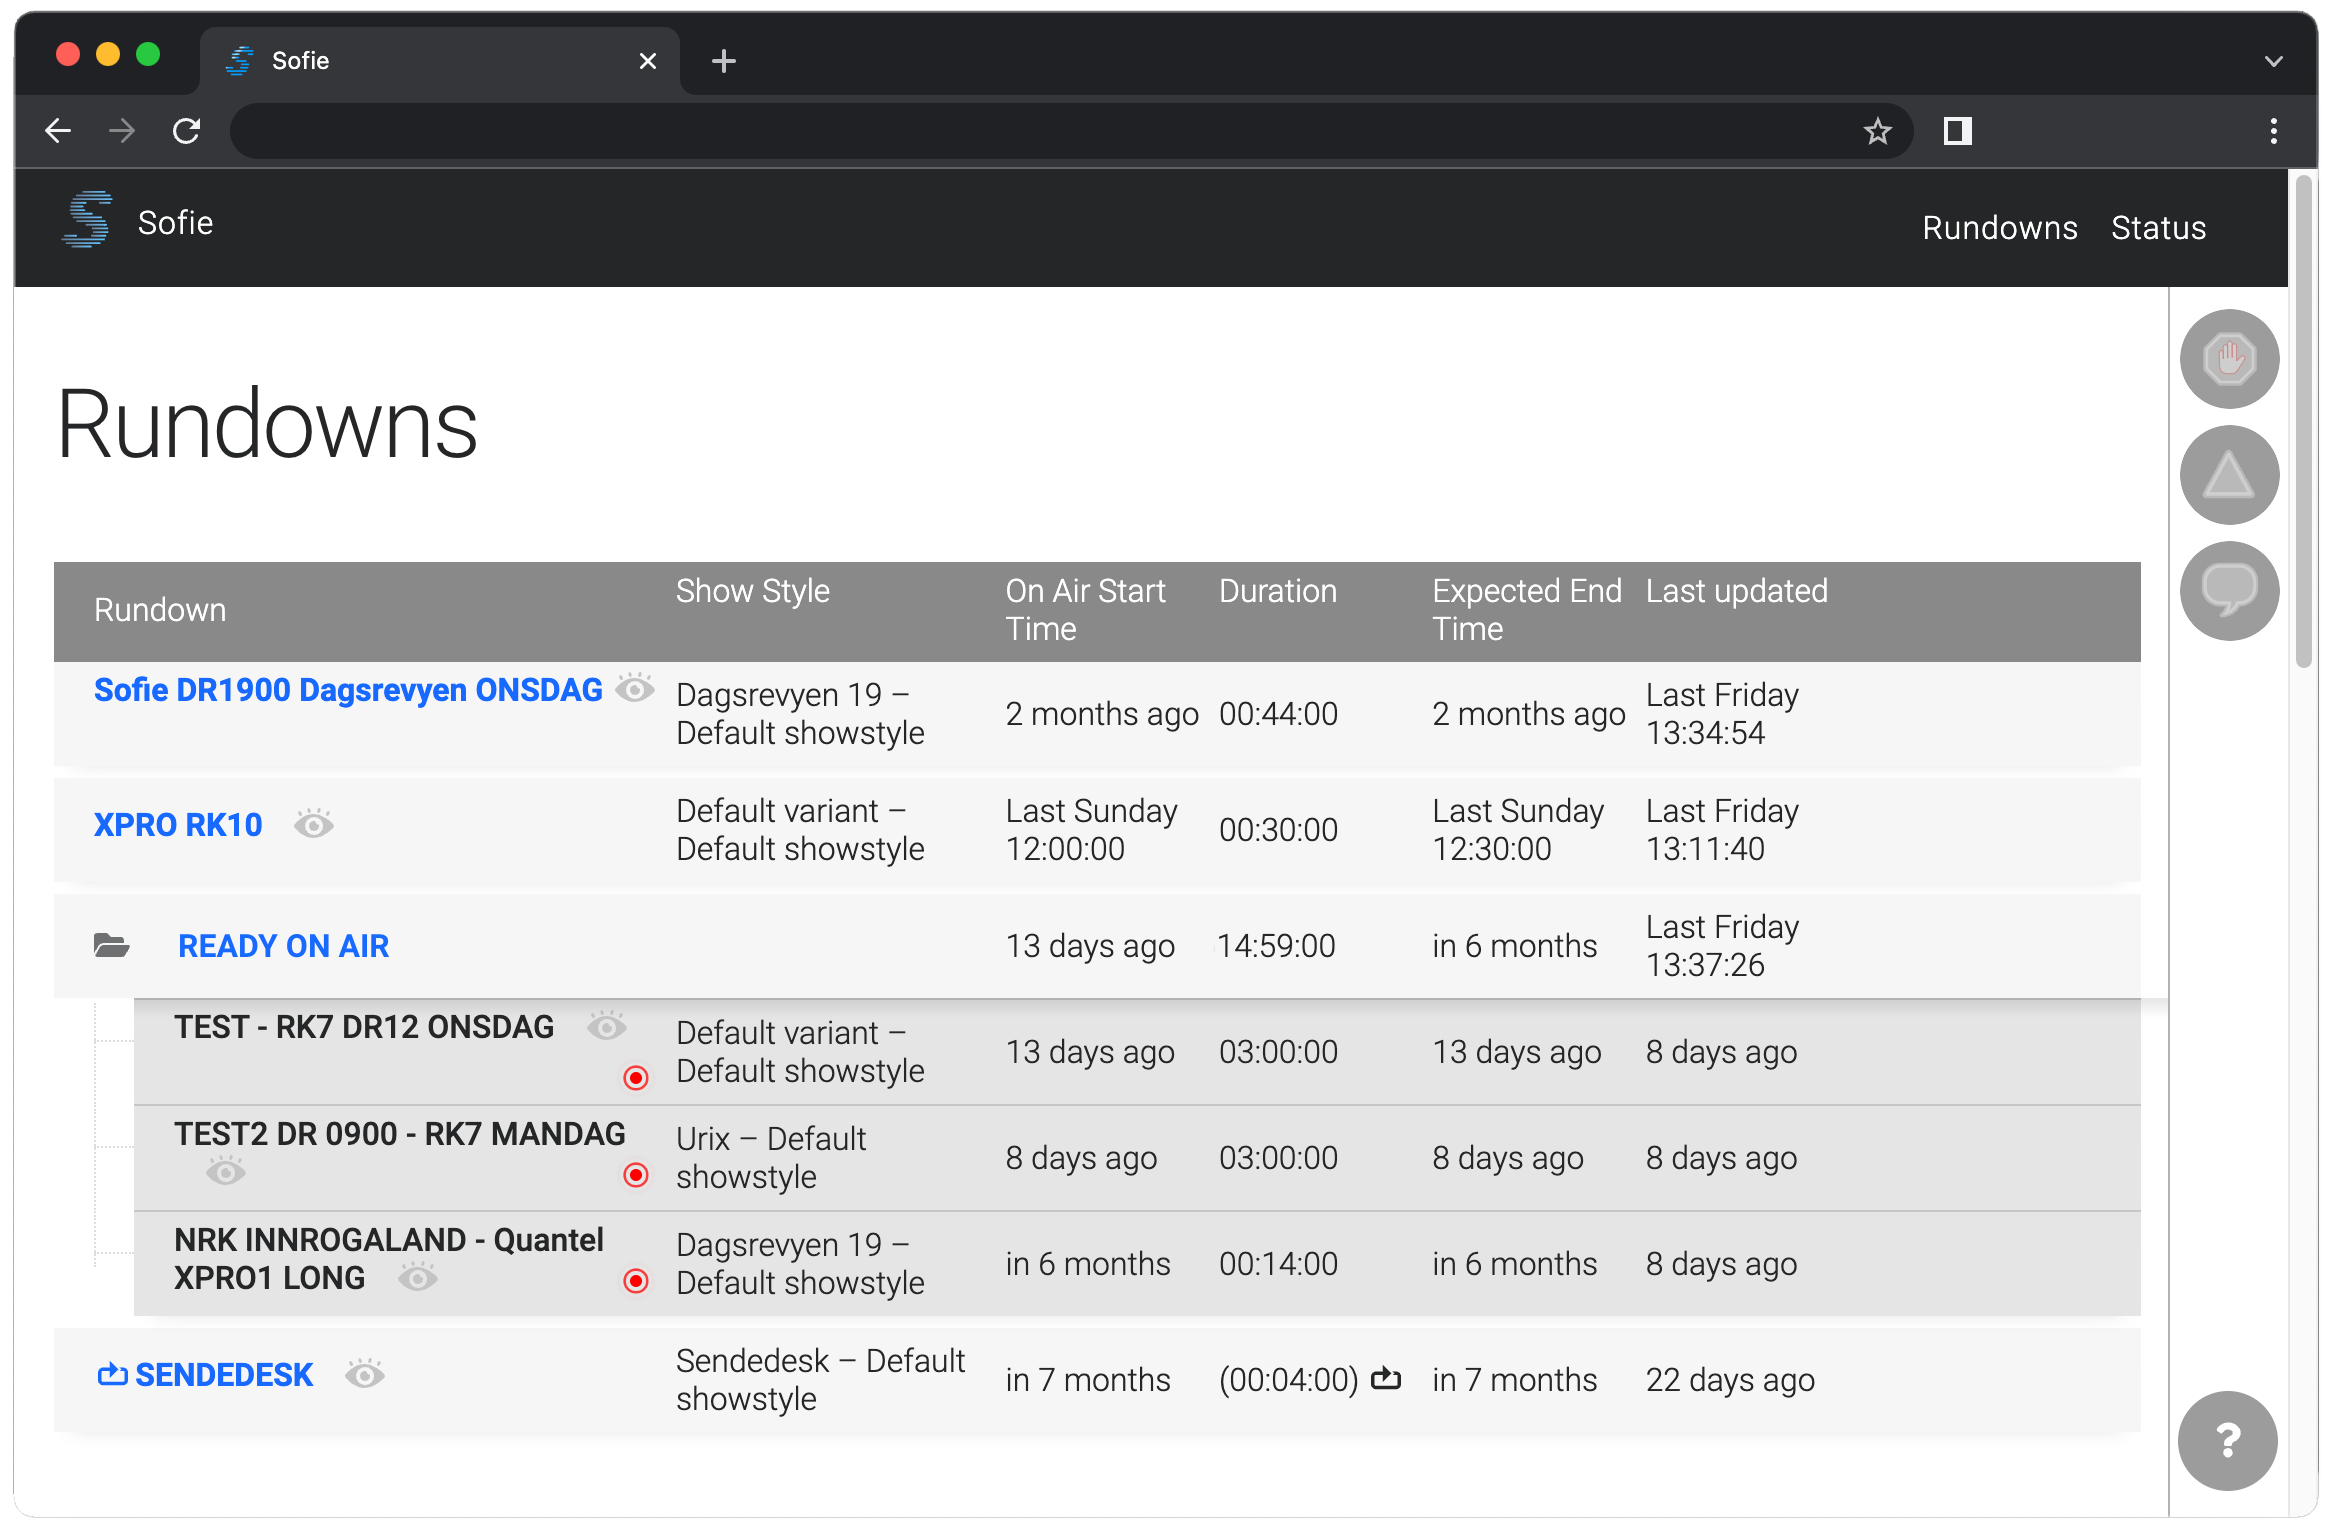 Sofie
Sofie
Rundowns Status
Rundowns
Rundown Show Style On Air Start Time Duration Expected End Time Last updated
Sofie DR1900 Dagsrevyen ONSDAG Dagsrevyen 19 – Default showstyle 2 months ago 00:44:00 2 months ago Last Friday 13:34:54
XPRO RK10 Default variant – Default showstyle Last Sunday 12:00:00 00:30:00 Last Sunday 12:30:00 Last Friday 13:11:40
READY ON AIR 13 days ago 14:59:00 in 6 months Last Friday 13:37:26
TEST - RK7 DR12 ONSDAG Default variant – Default showstyle 13 days ago 03:00:00 13 days ago 8 days ago
TEST2 DR 0900 - RK7 MANDAG Urix – Default showstyle 8 days ago 03:00:00 8 days ago 8 days ago
NRK INNROGALAND - Quantel XPRO1 LONG Dagsrevyen 19 – Default showstyle in 6 months 00:14:00 in 6 months 8 days ago
SENDEDESK Sendedesk – Default showstyle in 7 months (00:04:00) in 7 months 22 days ago
?